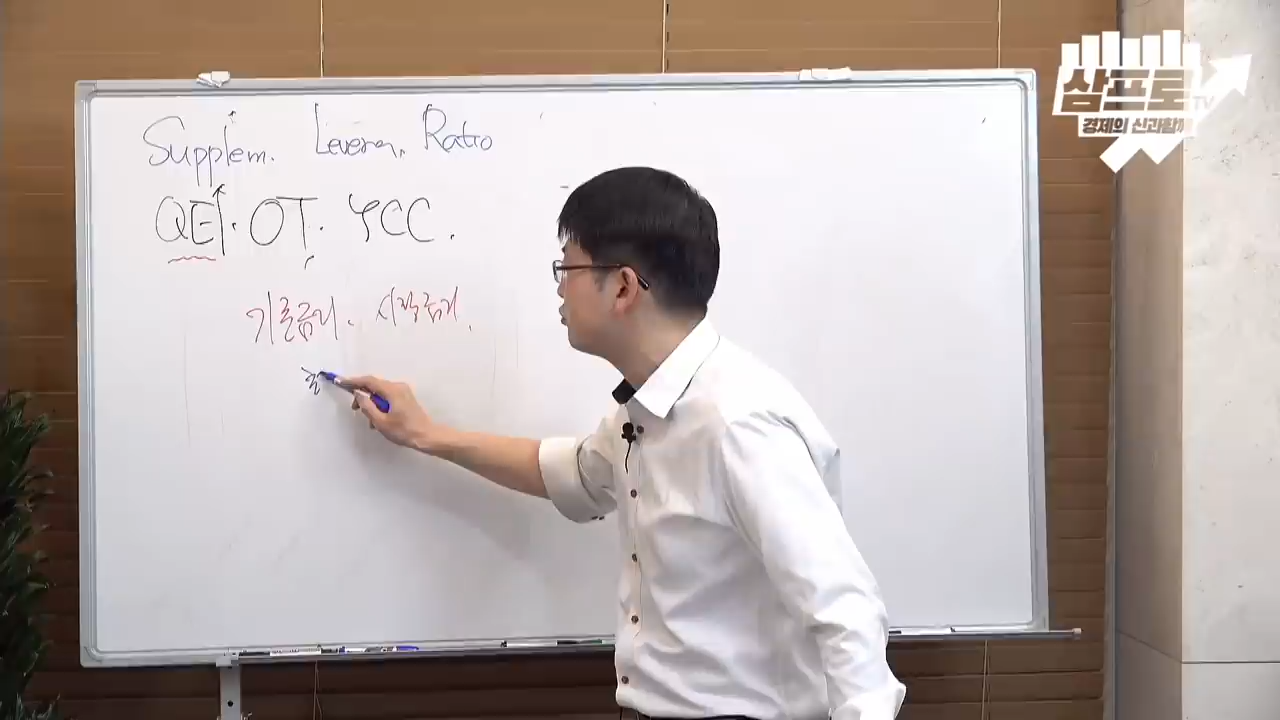 삼프로TV
경제의 신과함께
Supplem. Levera. Ratio
QE↑. OT. YCC.
기준금리. 시장금리.